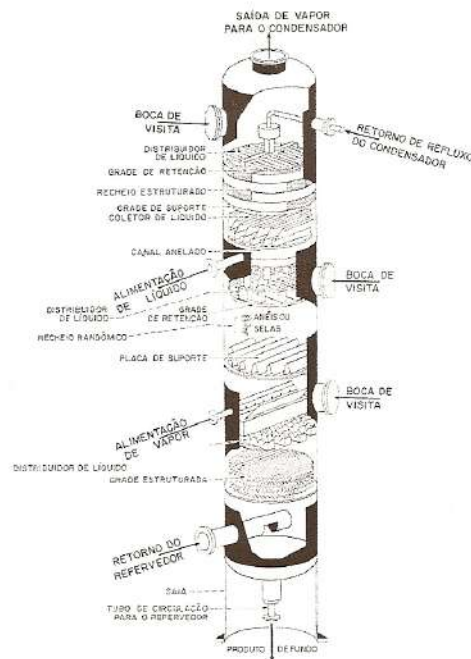 SAÍDA DE VAPOR
PARA O CONDENSADOR
BOCA DE
VISITA
RETORNO DE REFLUXO
DO CONDENSADOR
DISTRIBUIDOR
DE LÍQUIDO
GRADE DE RETENÇÃO
RECHEIO ESTRUTURADO
GRADE DE SUPORTE
COLETOR DE LÍQUIDO
CANAL ANELADO
ALIMENTAÇÃO
DE LÍQUIDO
BOCA DE
VISITA
DISTRIBUIDOR
DE LÍQUIDO
GRADE
DE RETENÇÃO
ANÉIS OU
SELAS
RECHEIO RANDÔMICO
PLACA DE SUPORTE
BOCA DE
VISITA
ALIMENTAÇÃO
DE VAPOR
DISTRIBUIDOR DE LÍQUIDO
GRADE ESTRUTURADA
RETORNO DO
REFERVEDOR
SAIA
TUBO DE CIRCULAÇÃO
PARA O REFERVEDOR
PRODUTO DE FUNDO